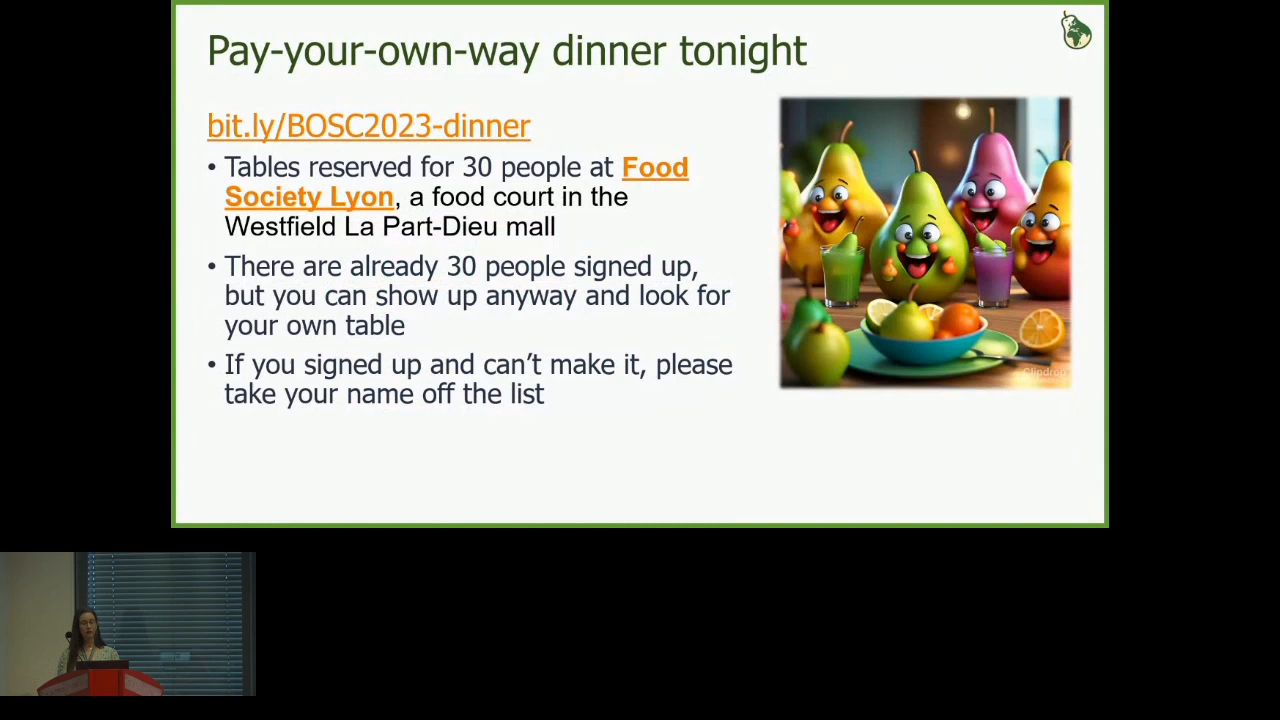 Pay-your-own-way dinner tonight
bit.ly/BOSC2023-dinner
• Tables reserved for 30 people at Food
Society Lyon, a food court in the
Westfield La Part-Dieu mall
• There are already 30 people signed up,
but you can show up anyway and look for
your own table
• If you signed up and can’t make it, please
take your name off the list
Clipdrop